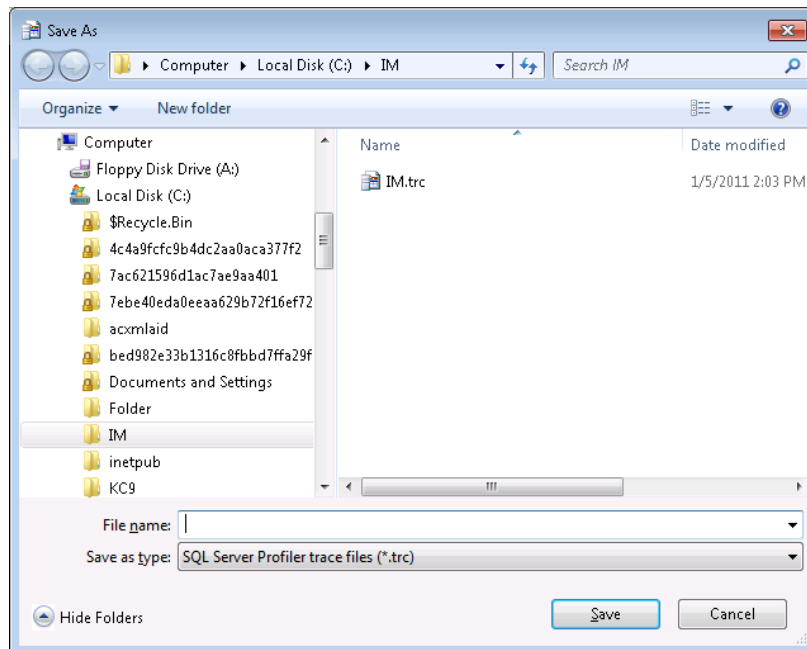 Save As
Computer Local Disk (C:) IM
Search IM
Organize New folder
Computer
Floppy Disk Drive (A:)
Local Disk (C:)
$Recycle.Bin
4c4a9fcfc9b4dc2aa0aca377f2
7ac621596d1ac7ae9aa401
7ebe40eda0eeaa629b72f16ef72
acxmlaid
bed982e33b1316c8fbbd7ffa29f
Documents and Settings
Folder
IM
inetpub
KC9
Name Date modified
IM.trc 1/5/2011 2:03 PM
File name:
Save as type: SQL Server Profiler trace files (*.trc)
Hide Folders Save Cancel